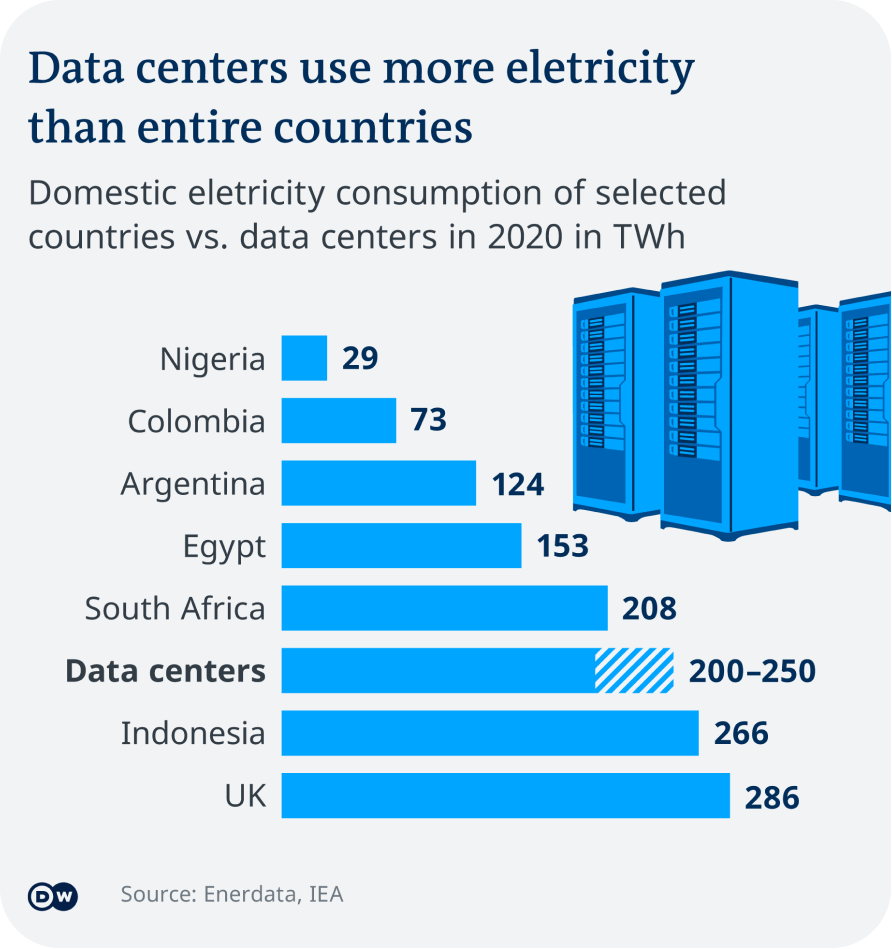 Data centers use more eletricity
than entire countries
Domestic eletricity consumption of selected
countries vs. data centers in 2020 in TWh
Nigeria 29
Colombia 73
Argentina 124
Egypt 153
South Africa 208
Data centers 200–250
Indonesia 266
UK 286
DW Source: Enerdata, IEA